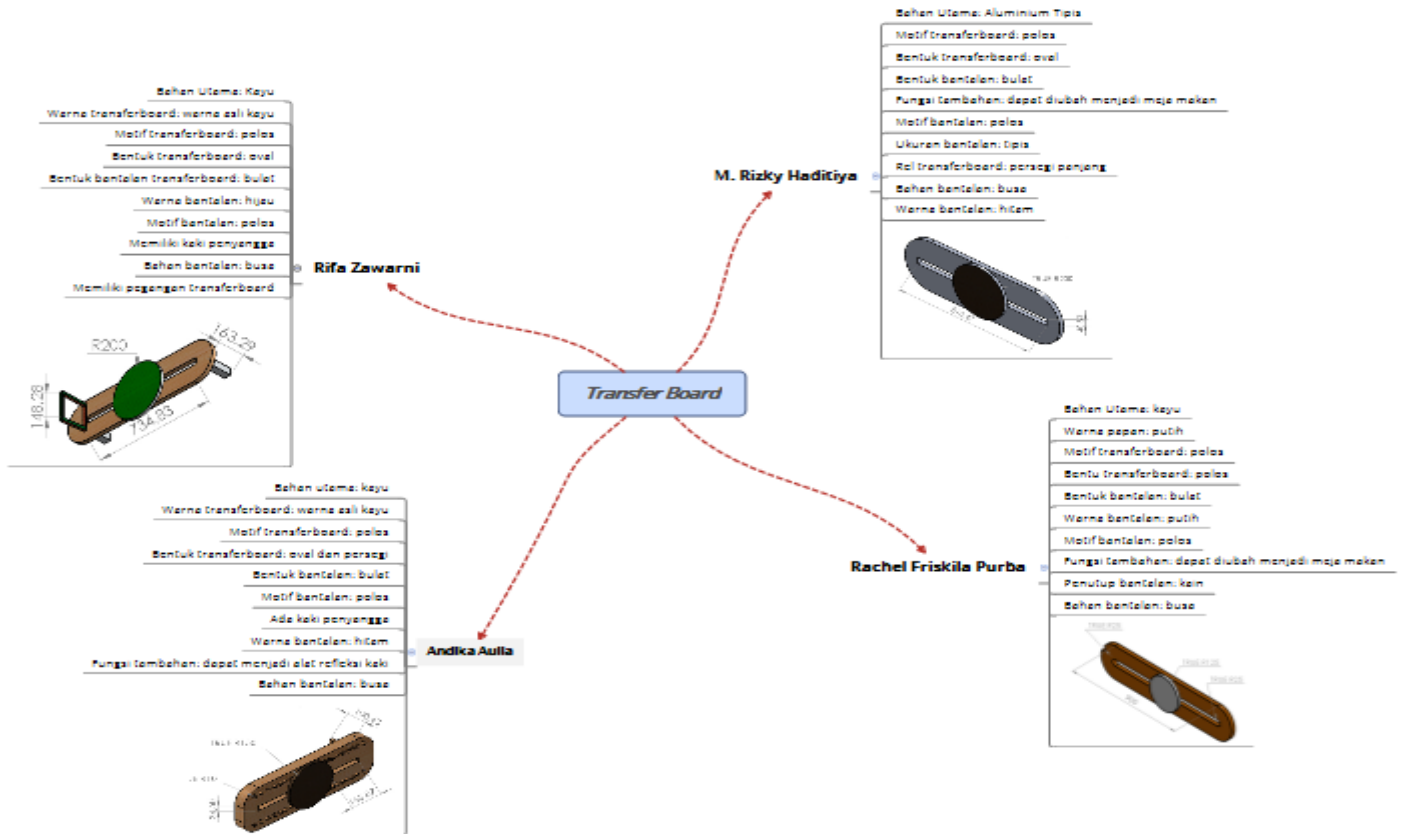 Bahan Utama: Aluminium Tipis
Motif transferboard: polos
Bentuk transferboard: oval
Bentuk bantalan: bulat
Fungsi tambahan: dapat diubah menjadi meja makan
Motif bantalan: polos
Ukuran bantalan: tipis
Rel transferboard: persegi panjang
Bahan bantalan: busa
Warna bantalan: hitam
M. Rizky Haditiya
Bahan Utama: Kayu
Warna transferboard: warna asli kayu
Motif transferboard: polos
Bentuk transferboard: oval
Bentuk bantalan transferboard: bulat
Warna bantalan: hijau
Motif bantalan: polos
Memiliki kaki penyangga
Bahan bantalan: busa
Memiliki pegangan transferboard
Rifa Zawarni
R200
163.29
148.28
734.83
Transfer Board
Bahan Utama: kayu
Warna papan: putih
Motif transferboard: polos
Bentu transferboard: polos
Bentuk bantalan: bulat
Warna bantalan: putih
Motif bantalan: polos
Fungsi tambahan: dapat diubah menjadi meja makan
Penutup bantalan: kain
Bahan bantalan: busa
Rachel Friskila Purba
Bahan utama: kayu
Warna transferboard: warna asli kayu
Motif transferboard: polos
Bentuk transferboard: oval dan persegi
Bentuk bantalan: bulat
Motif bantalan: polos
Ada kaki penyangga
Warna bantalan: hitam
Fungsi tambahan: dapat menjadi alat refleksi kaki
Bahan bantalan: busa
Andika Aulia